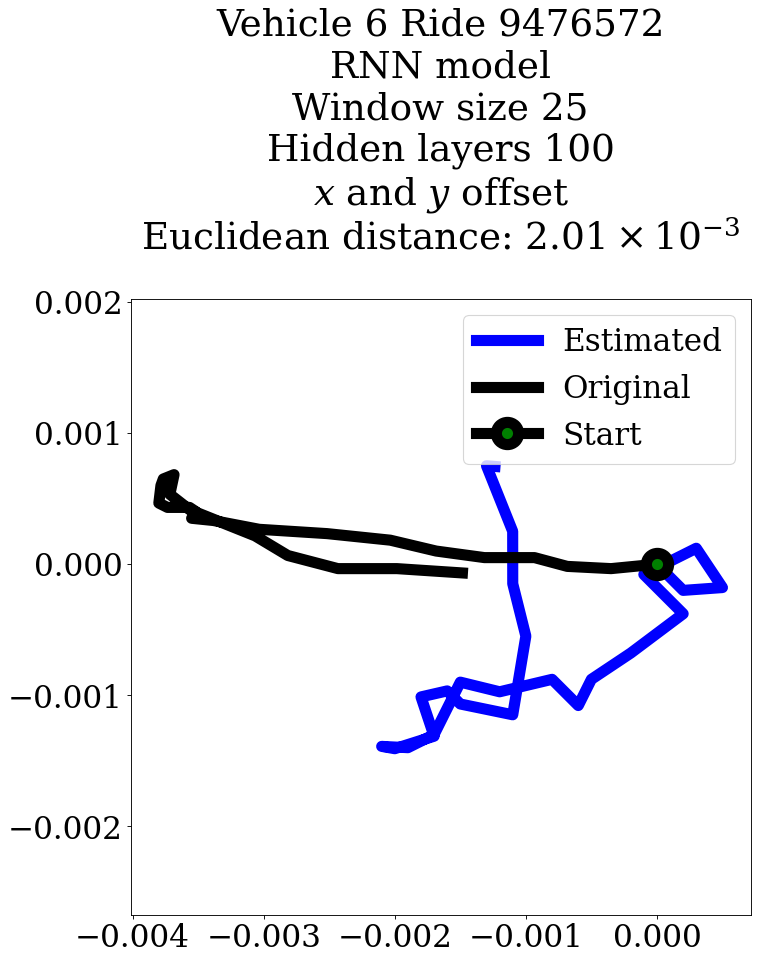 Vehicle 6 Ride 9476572
RNN model
Window size 25
Hidden layers 100
x and y offset
Euclidean distance: 2.01 × 10⁻³
Estimated
Original
Start
0.002
0.001
0.000
−0.001
−0.002
−0.004 −0.003 −0.002 −0.001 0.000